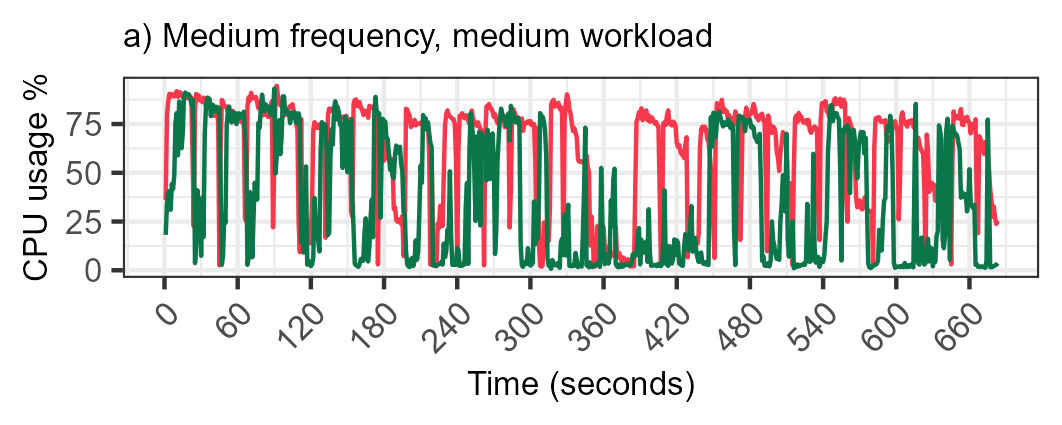 a) Medium frequency, medium workload
CPU usage %
75
50
25
0
0 60 120 180 240 300 360 420 480 540 600 660
Time (seconds)